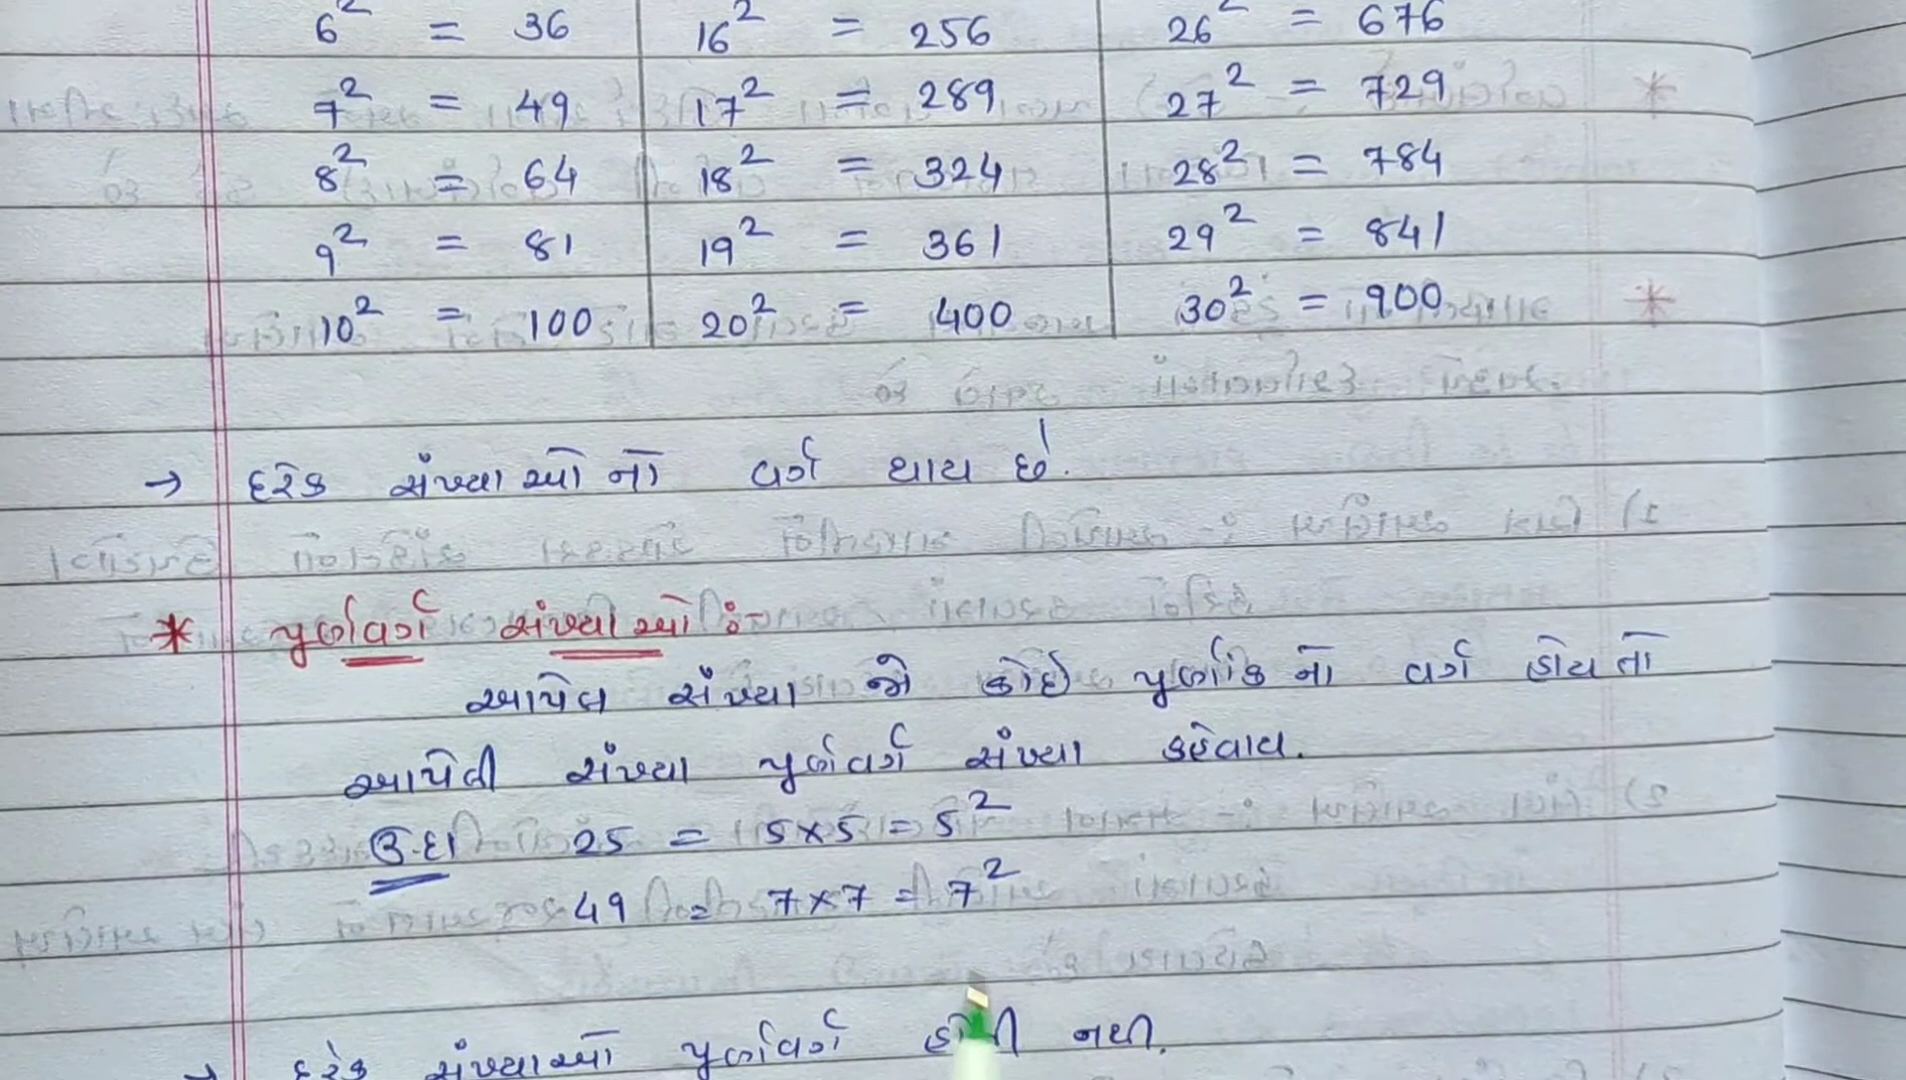 6² = 36 16² = 256 26² = 676
7² = 49 17² = 289 27² = 729
8² = 64 18² = 324 28² = 784
9² = 81 19² = 361 29² = 841
10² = 100 20² = 400 30² = 900
→ દરેક સંખ્યાઓનો વર્ગ થાય છે.
* પૂર્ણવર્ગ સંખ્યાઓ :-
આપેલ સંખ્યા જો કોઈ પૂર્ણાંકનો વર્ગ હોય તો
આપેલી સંખ્યા પૂર્ણવર્ગ સંખ્યા કહેવાય.
ઉ.દા 25 = 5×5 = 5²
49 = 7×7 = 7²
→ દરેક સંખ્યાઓ પૂર્ણવર્ગ હોતી નથી.